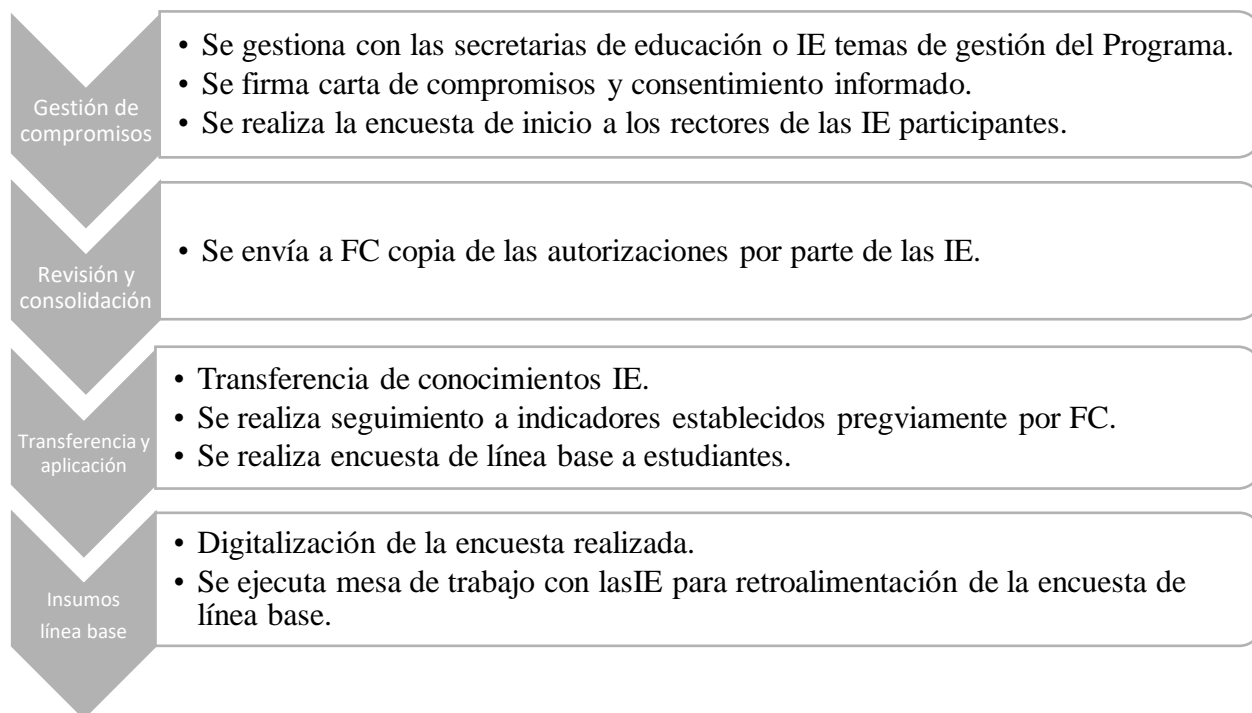 Gestión de
compromisos
• Se gestiona con las secretarias de educación o IE temas de gestión del Programa.
• Se firma carta de compromisos y consentimiento informado.
• Se realiza la encuesta de inicio a los rectores de las IE participantes.
Revisión y
consolidación
• Se envía a FC copia de las autorizaciones por parte de las IE.
Transferencia y
aplicación
• Transferencia de conocimientos IE.
• Se realiza seguimiento a indicadores establecidos pregviamente por FC.
• Se realiza encuesta de línea base a estudiantes.
Insumos
línea base
• Digitalización de la encuesta realizada.
• Se ejecuta mesa de trabajo con lasIE para retroalimentación de la encuesta de
línea base.